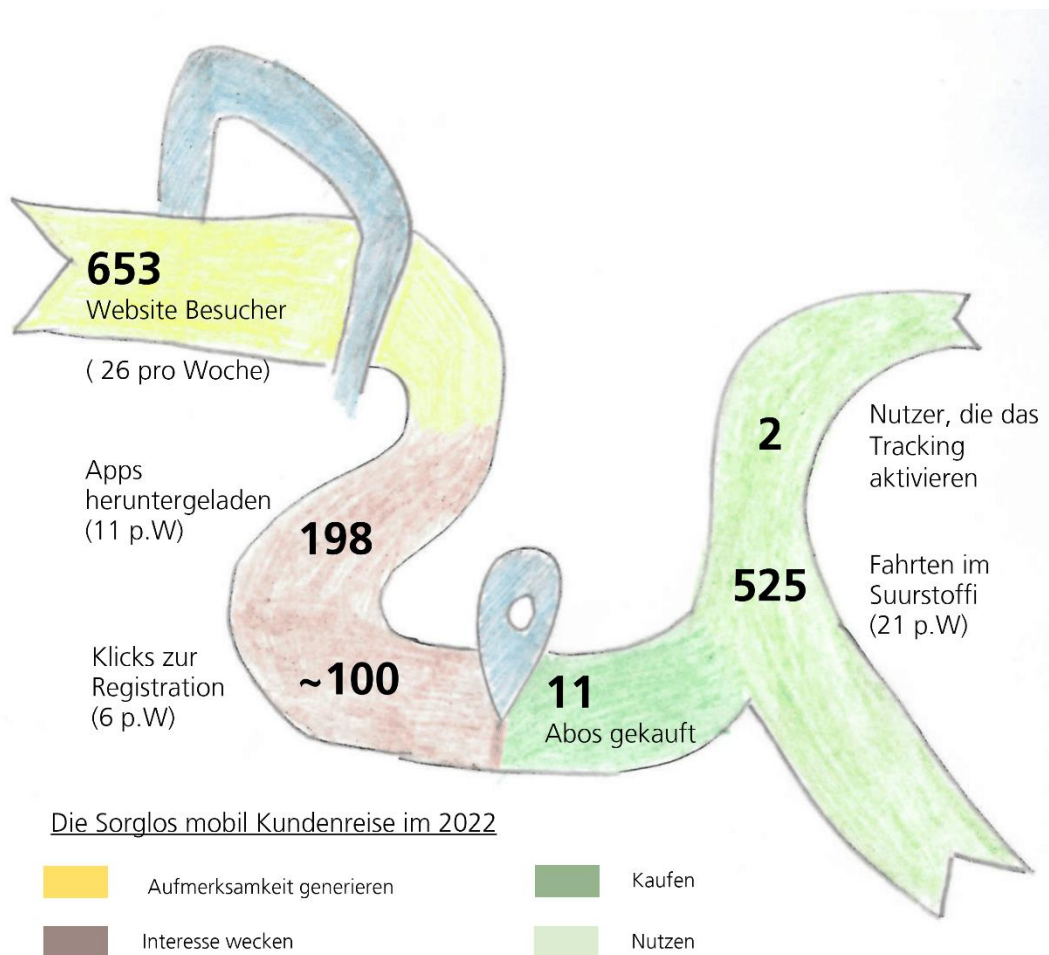 653
Website Besucher
( 26 pro Woche)
Apps
heruntergeladen
(11 p.W)
198
Klicks zur
Registration
(6 p.W)
~100
11
Abos gekauft
2
Nutzer, die das
Tracking
aktivieren
525
Fahrten im
Suurstoffi
(21 p.W)
Die Sorglos mobil Kundenreise im 2022
Aufmerksamkeit generieren
Kaufen
Interesse wecken
Nutzen